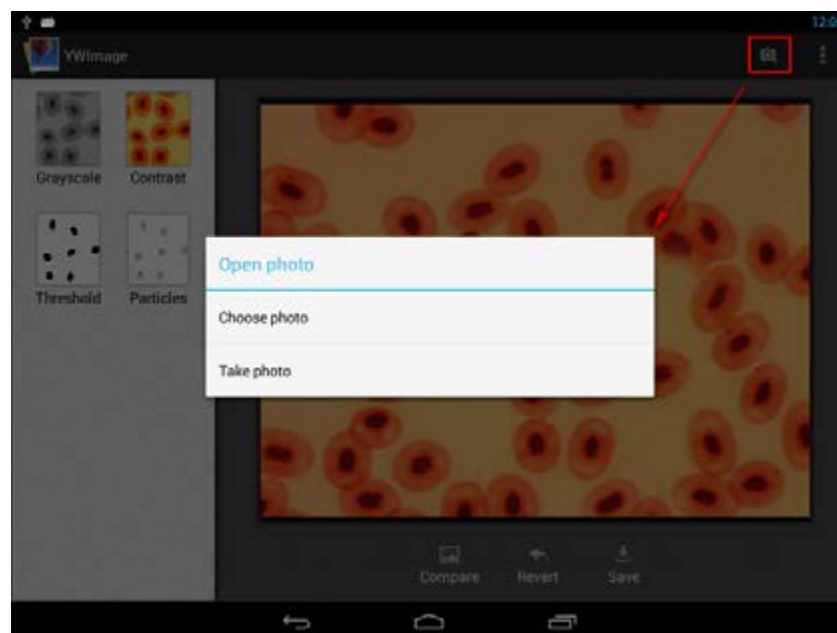 YWImage
Grayscale
Contrast
Threshold
Particles
Open photo
Choose photo
Take photo
Compare
Revert
Save